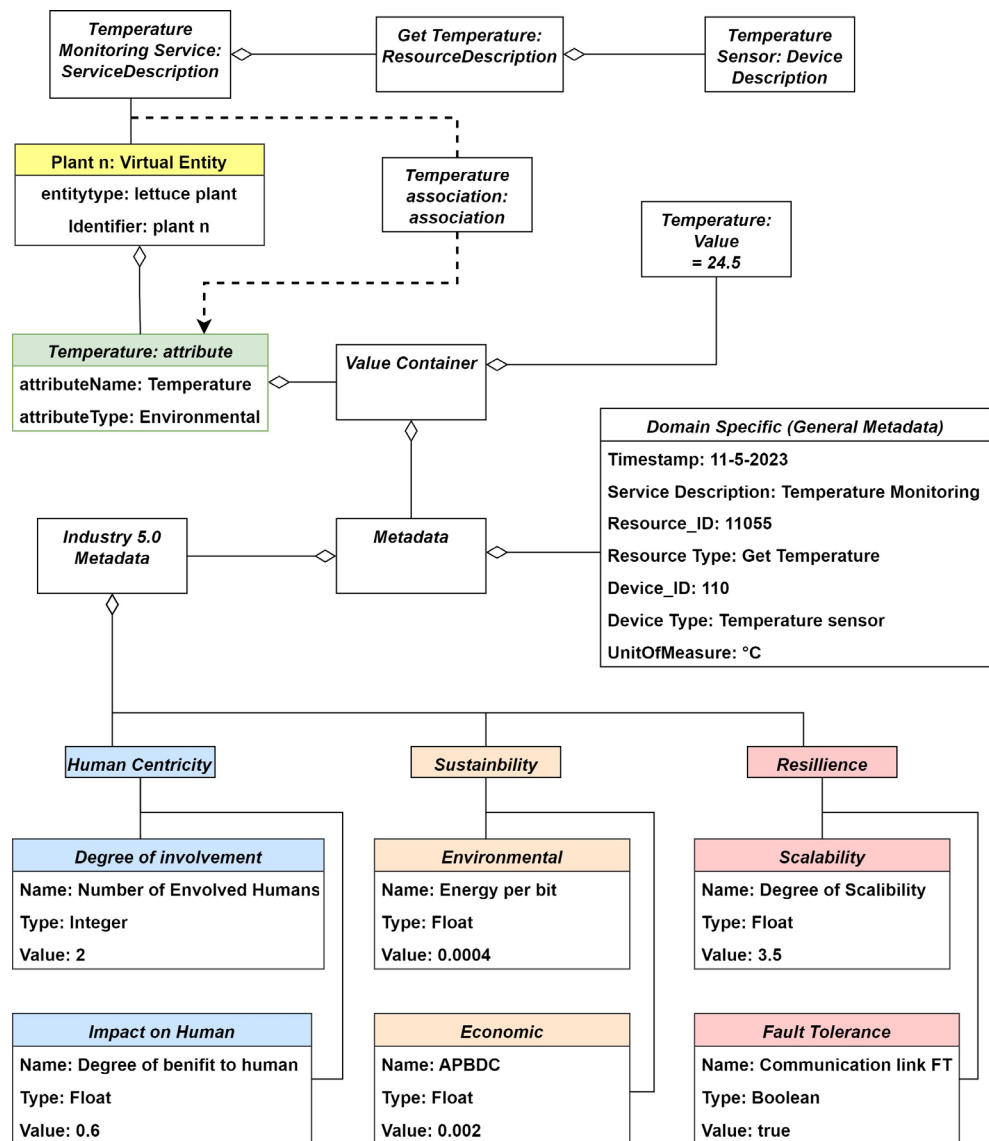 Temperature
Monitoring Service:
ServiceDescription
Get Temperature:
ResourceDescription
Temperature
Sensor: Device
Description
Plant n: Virtual Entity
entitytype: lettuce plant
Identifier: plant n
Temperature
association:
association
Temperature:
Value
= 24.5
Temperature: attribute
attributeName: Temperature
attributeType: Environmental
Value Container
Domain Specific (General Metadata)
Timestamp: 11-5-2023
Service Description: Temperature Monitoring
Resource_ID: 11055
Resource Type: Get Temperature
Device_ID: 110
Device Type: Temperature sensor
UnitOfMeasure: °C
Industry 5.0
Metadata
Metadata
Human Centricity
Sustainbility
Resillience
Degree of involvement
Name: Number of Envolved Humans
Type: Integer
Value: 2
Environmental
Name: Energy per bit
Type: Float
Value: 0.0004
Scalability
Name: Degree of Scalibility
Type: Float
Value: 3.5
Impact on Human
Name: Degree of benifit to human
Type: Float
Value: 0.6
Economic
Name: APBDC
Type: Float
Value: 0.002
Fault Tolerance
Name: Communication link FT
Type: Boolean
Value: true